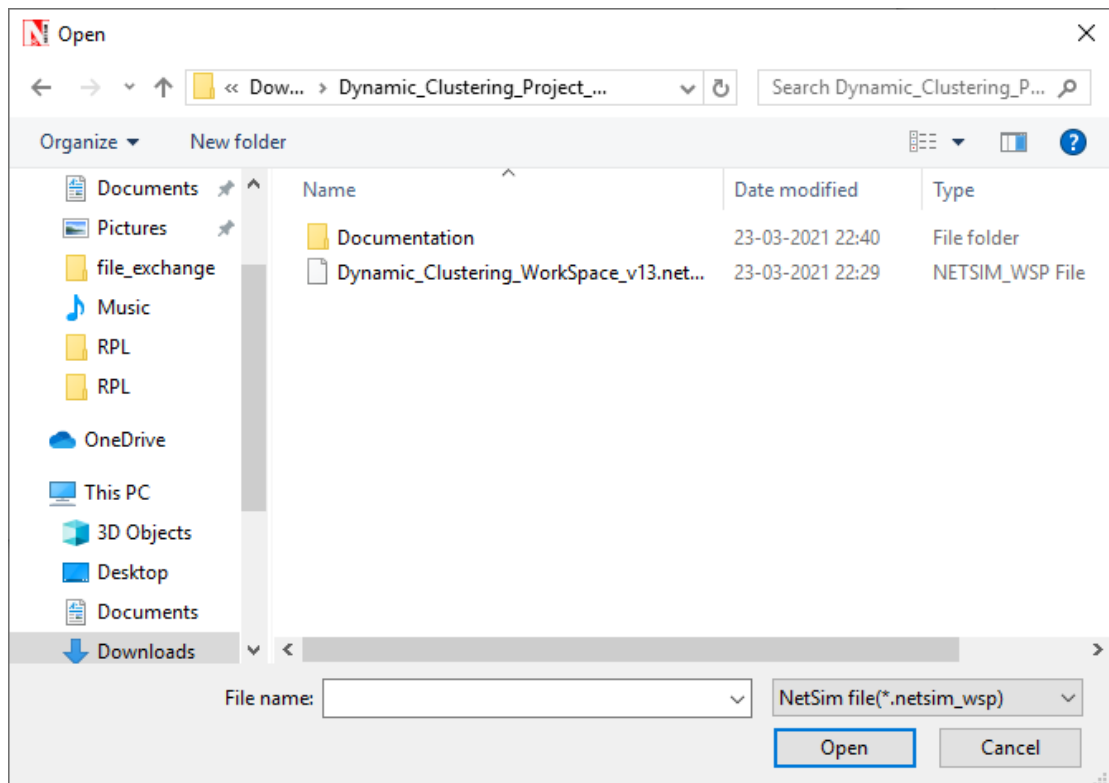 Open
« Dow... › Dynamic_Clustering_Project_...
Search Dynamic_Clustering_P...
Organize
New folder
Name Date modified Type
Documents
Pictures
file_exchange
Music
RPL
RPL
OneDrive
This PC
3D Objects
Desktop
Documents
Downloads
Documentation 23-03-2021 22:40 File folder
Dynamic_Clustering_WorkSpace_v13.net... 23-03-2021 22:29 NETSIM_WSP File
File name:
NetSim file(*.netsim_wsp)
Open
Cancel